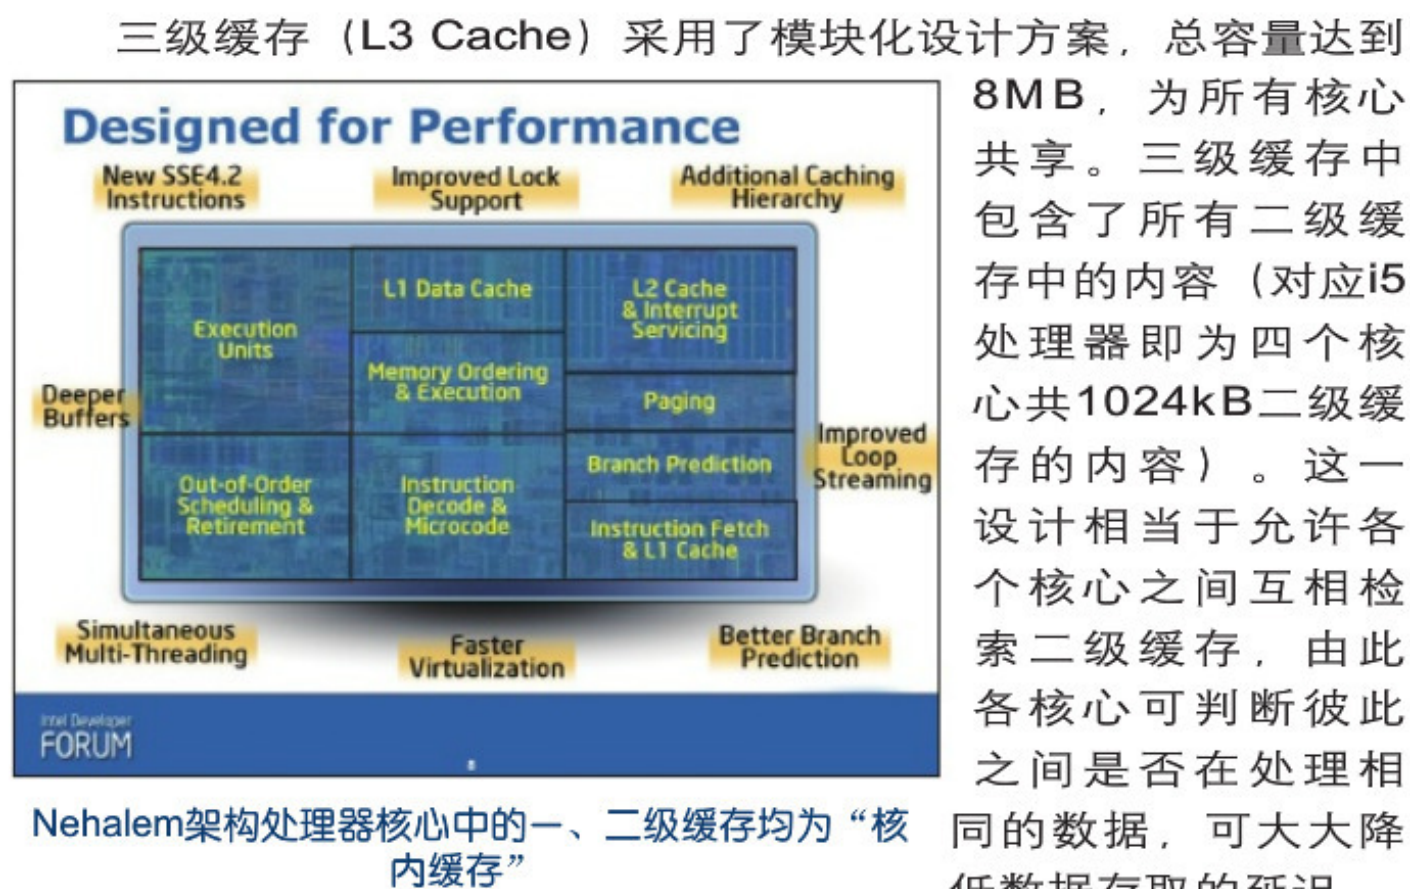 三级缓存（L3 Cache）采用了模块化设计方案，总容量达到
8MB，为所有核心
共享。三级缓存中
包含了所有二级缓
存中的内容（对应i5
处理器即为四个核
心共1024kB二级缓
存的内容）。这一
设计相当于允许各
个核心之间互相检
索二级缓存，由此
各核心可判断彼此
之间是否在处理相
同的数据，可大大降
低数据存取的延迟
Designed for Performance
New SSE4.2
Instructions
Improved Lock
Support
Additional Caching
Hierarchy
Execution
Units
L1 Data Cache
L2 Cache
& Interrupt
Servicing
Memory Ordering
& Execution
Paging
Deeper
Buffers
Branch Prediction
Improved
Loop
Streaming
Out-of-Order
Scheduling &
Retirement
Instruction
Decode &
Microcode
Instruction Fetch
& L1 Cache
Simultaneous
Multi-Threading
Faster
Virtualization
Better Branch
Prediction
Intel Developer
FORUM
8
Nehalem架构处理器核心中的一、二级缓存均为“核
内缓存”